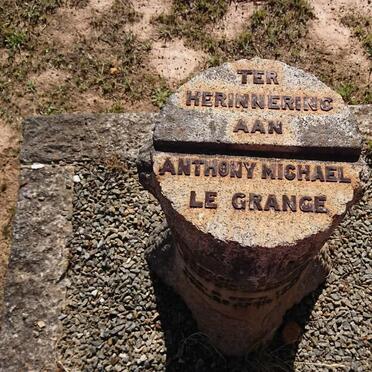 TER
HERINNERING
AAN
ANTHONY MICHAEL
LE GRANGE